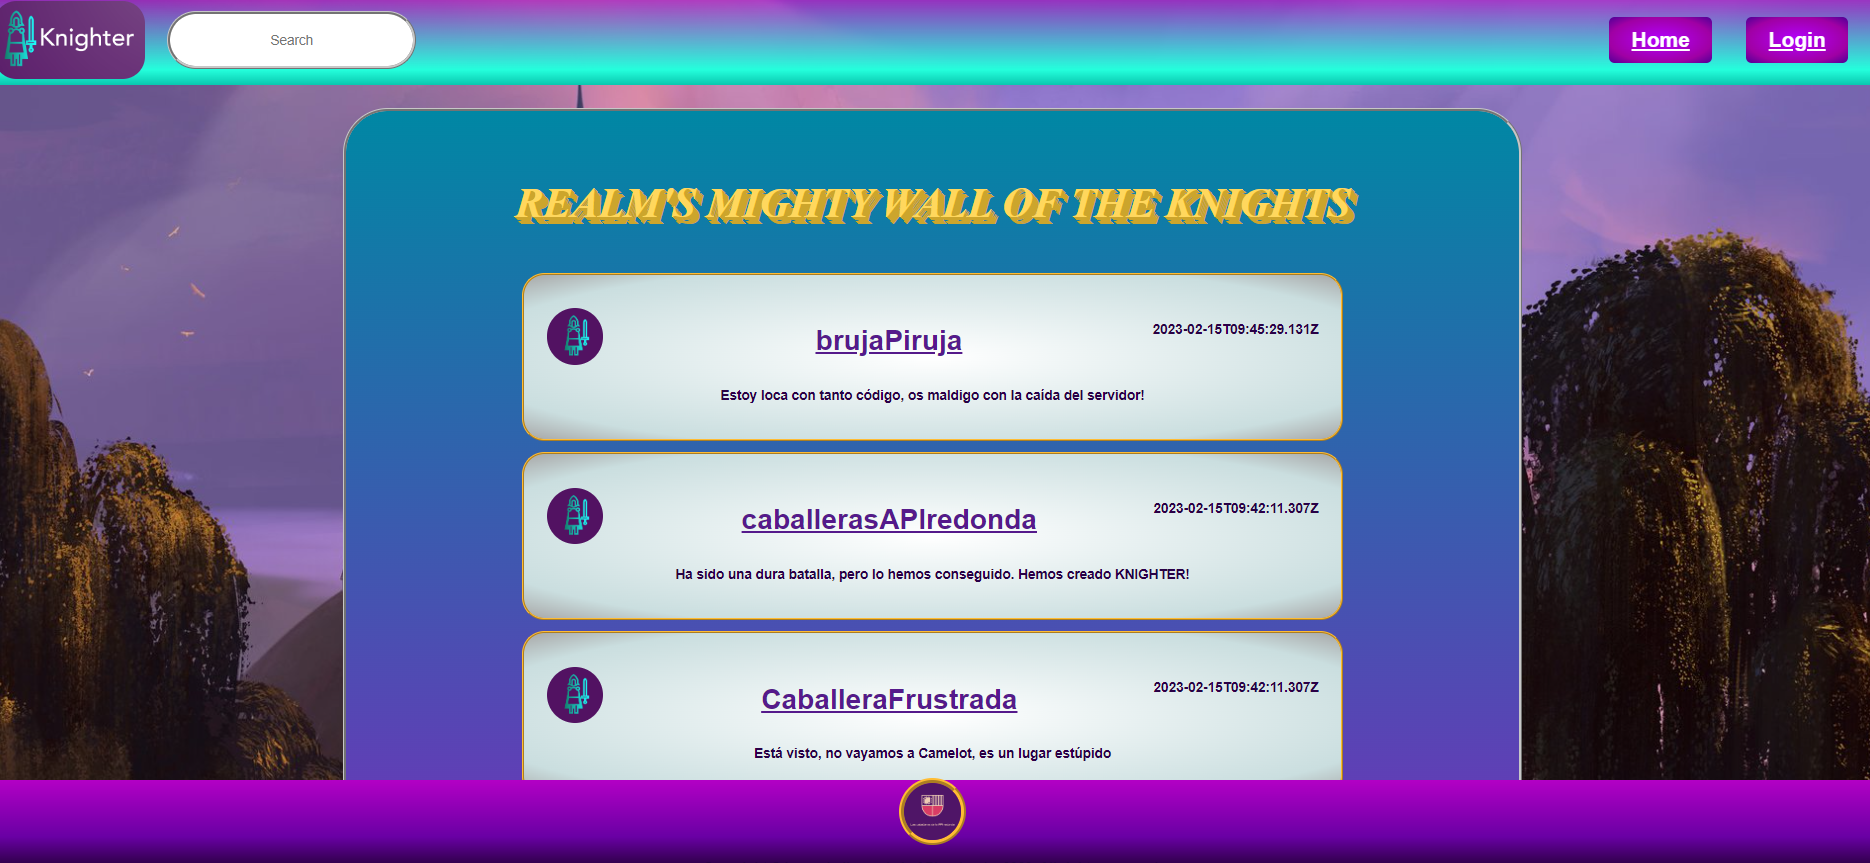 Knighter
Search
Home
Login
REALM'S MIGHTY WALL OF THE KNIGHTS
brujaPiruja
2023-02-15T09:45:29.131Z
Estoy loca con tanto código, os maldigo con la caída del servidor!
caballerasAPIredonda
2023-02-15T09:42:11.307Z
Ha sido una dura batalla, pero lo hemos conseguido. Hemos creado KNIGHTER!
CaballeraFrustrada
2023-02-15T09:42:11.307Z
Está visto, no vayamos a Camelot, es un lugar estúpido